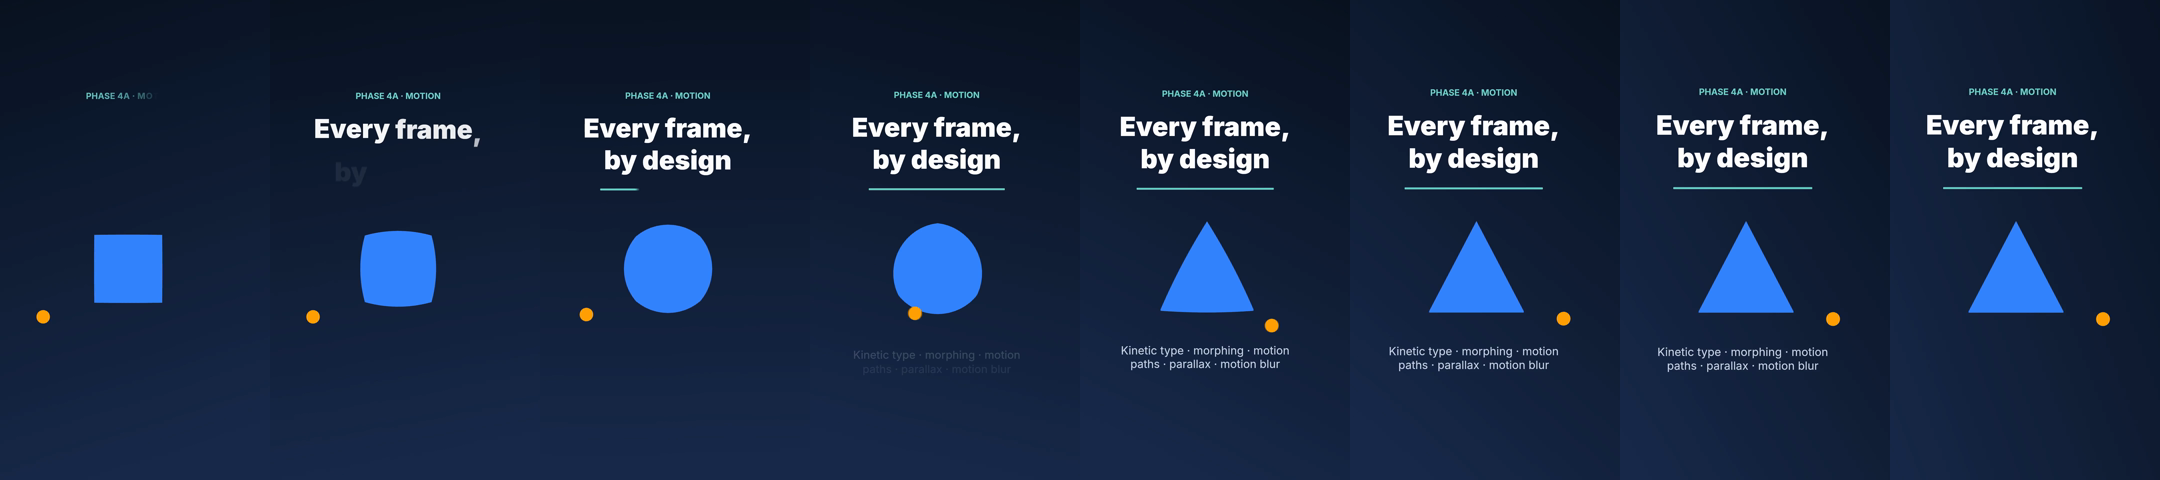 PHASE 4A · MO
PHASE 4A · MOTION
Every frame,
by
PHASE 4A · MOTION
Every frame,
by design
PHASE 4A · MOTION
Every frame,
by design
Kinetic type · morphing · motion
paths · parallax · motion blur
PHASE 4A · MOTION
Every frame,
by design
Kinetic type · morphing · motion
paths · parallax · motion blur
PHASE 4A · MOTION
Every frame,
by design
Kinetic type · morphing · motion
paths · parallax · motion blur
PHASE 4A · MOTION
Every frame,
by design
Kinetic type · morphing · motion
paths · parallax · motion blur
PHASE 4A · MOTION
Every frame,
by design